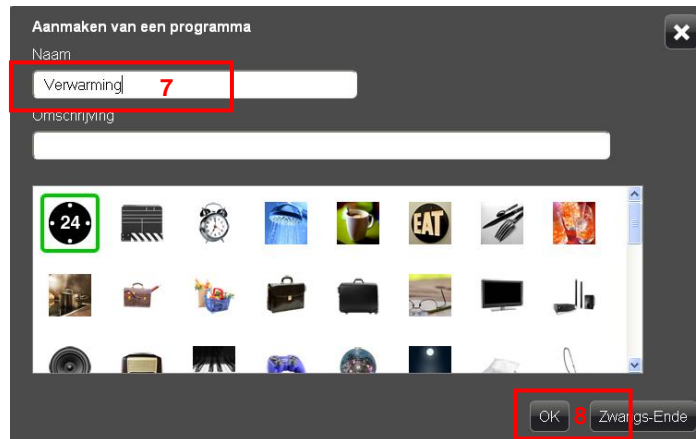 Aanmaken van een programma
Naam
Verwarming 7
Omschrijving
24
EAT
OK 8 Zwangs-Ende